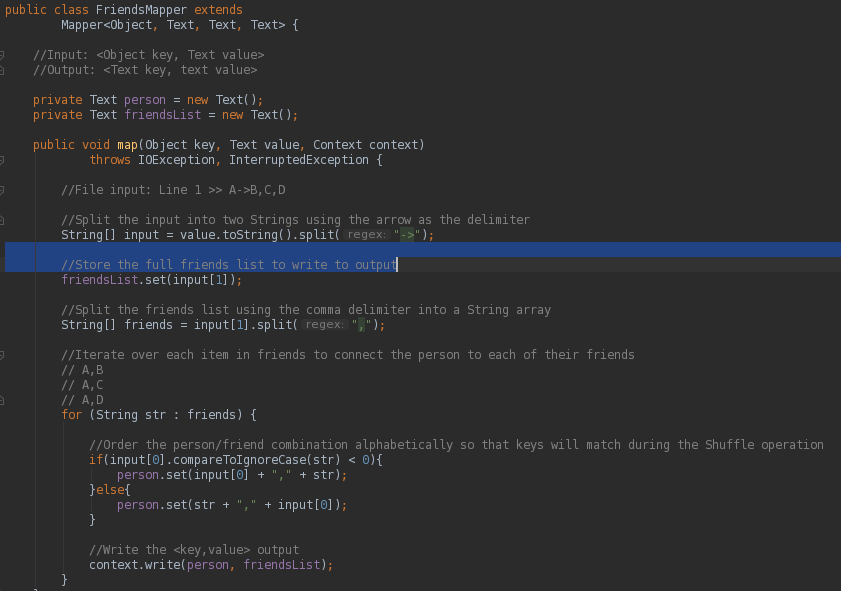 public class FriendsMapper extends
        Mapper<Object, Text, Text, Text> {
    //Input: <Object key, Text value>
    //Output: <Text key, text value>
    private Text person = new Text();
    private Text friendsList = new Text();
    public void map(Object key, Text value, Context context)
            throws IOException, InterruptedException {
        //File input: Line 1 >> A->B,C,D
        //Split the input into two Strings using the arrow as the delimiter
        String[] input = value.toString().split( regex: "->");
        //Store the full friends list to write to output
        friendsList.set(input[1]);
        //Split the friends list using the comma delimiter into a String array
        String[] friends = input[1].split( regex: ",");
        //Iterate over each item in friends to connect the person to each of their friends
        // A,B
        // A,C
        // A,D
        for (String str : friends) {
            //Order the person/friend combination alphabetically so that keys will match during the Shuffle operation
            if(input[0].compareToIgnoreCase(str) < 0){
                person.set(input[0] + "," + str);
            }else{
                person.set(str + "," + input[0]);
            }
            //Write the <key,value> output
            context.write(person, friendsList);
        }